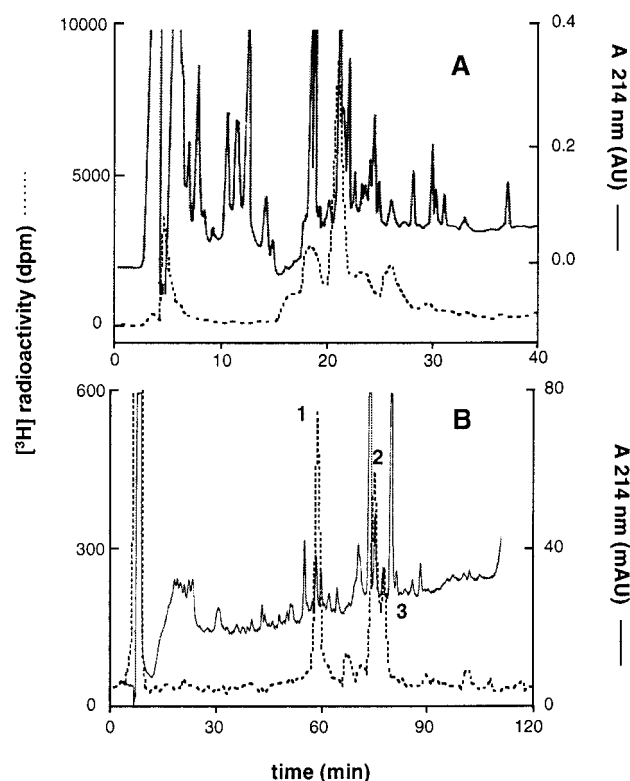 10000
5000
0
0.4
0.2
0.0
A
0 10 20 30 40
[³H] radioactivity (dpm) ......
A 214 nm (AU) —
600
300
0
80
40
0
B
1
2
3
0 30 60 90 120
A 214 nm (mAU) —
time (min)